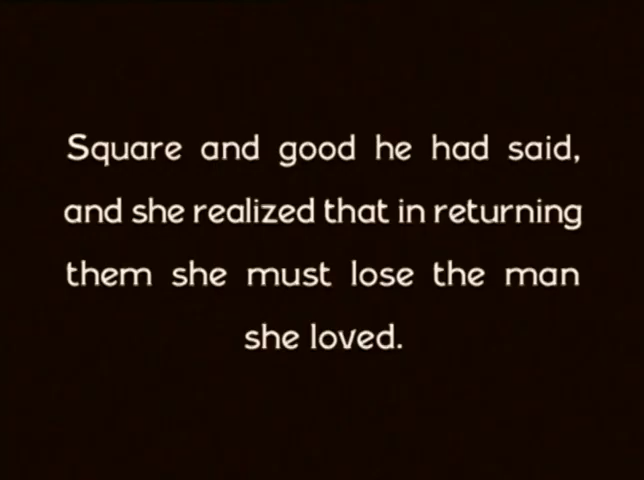 Square and good he had said,
and she realized that in returning
them she must lose the man
she loved.